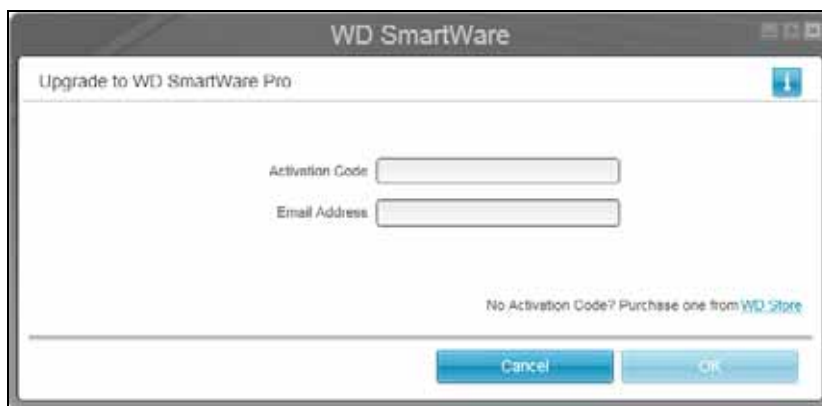 WD SmartWare
Upgrade to WD SmartWare Pro
i
Activation Code
Email Address
No Activation Code? Purchase one from WD Store
Cancel
OK